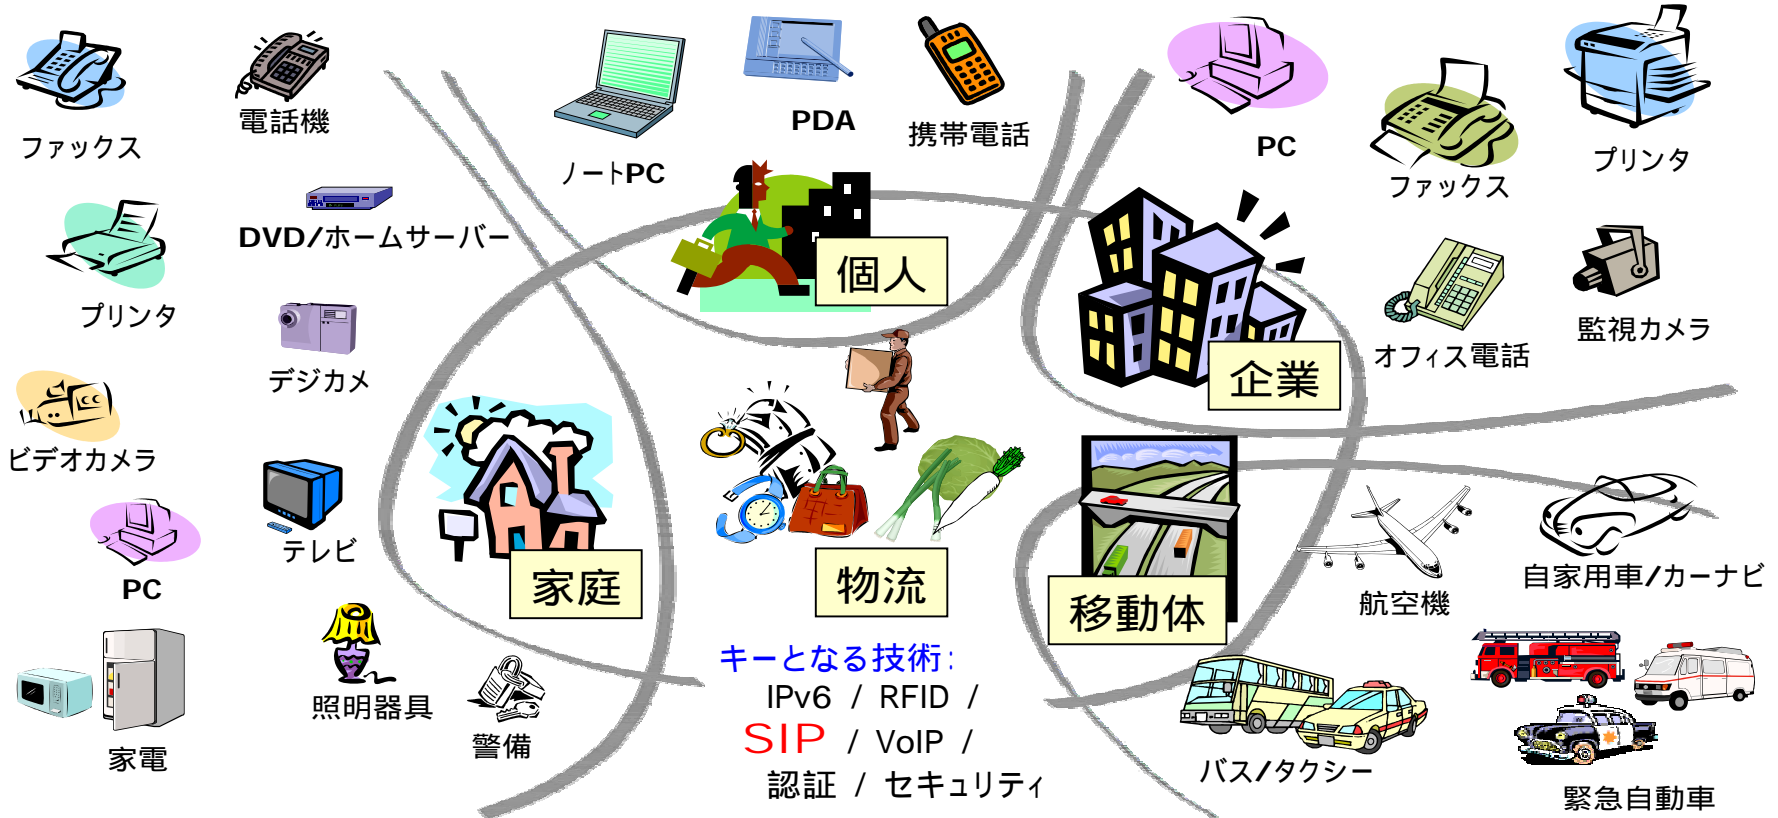 ファックス
電話機
ノートPC
PDA
携帯電話
PC
ファックス
プリンタ
DVD/ホームサーバー
プリンタ
個人
デジカメ
企業
オフィス電話
監視カメラ
ビデオカメラ
テレビ
PC
家庭
物流
移動体
航空機
自家用車/カーナビ
家電
照明器具
警備
キーとなる技術:
IPv6 / RFID /
SIP / VoIP /
認証 / セキュリティ
バス/タクシー
緊急自動車